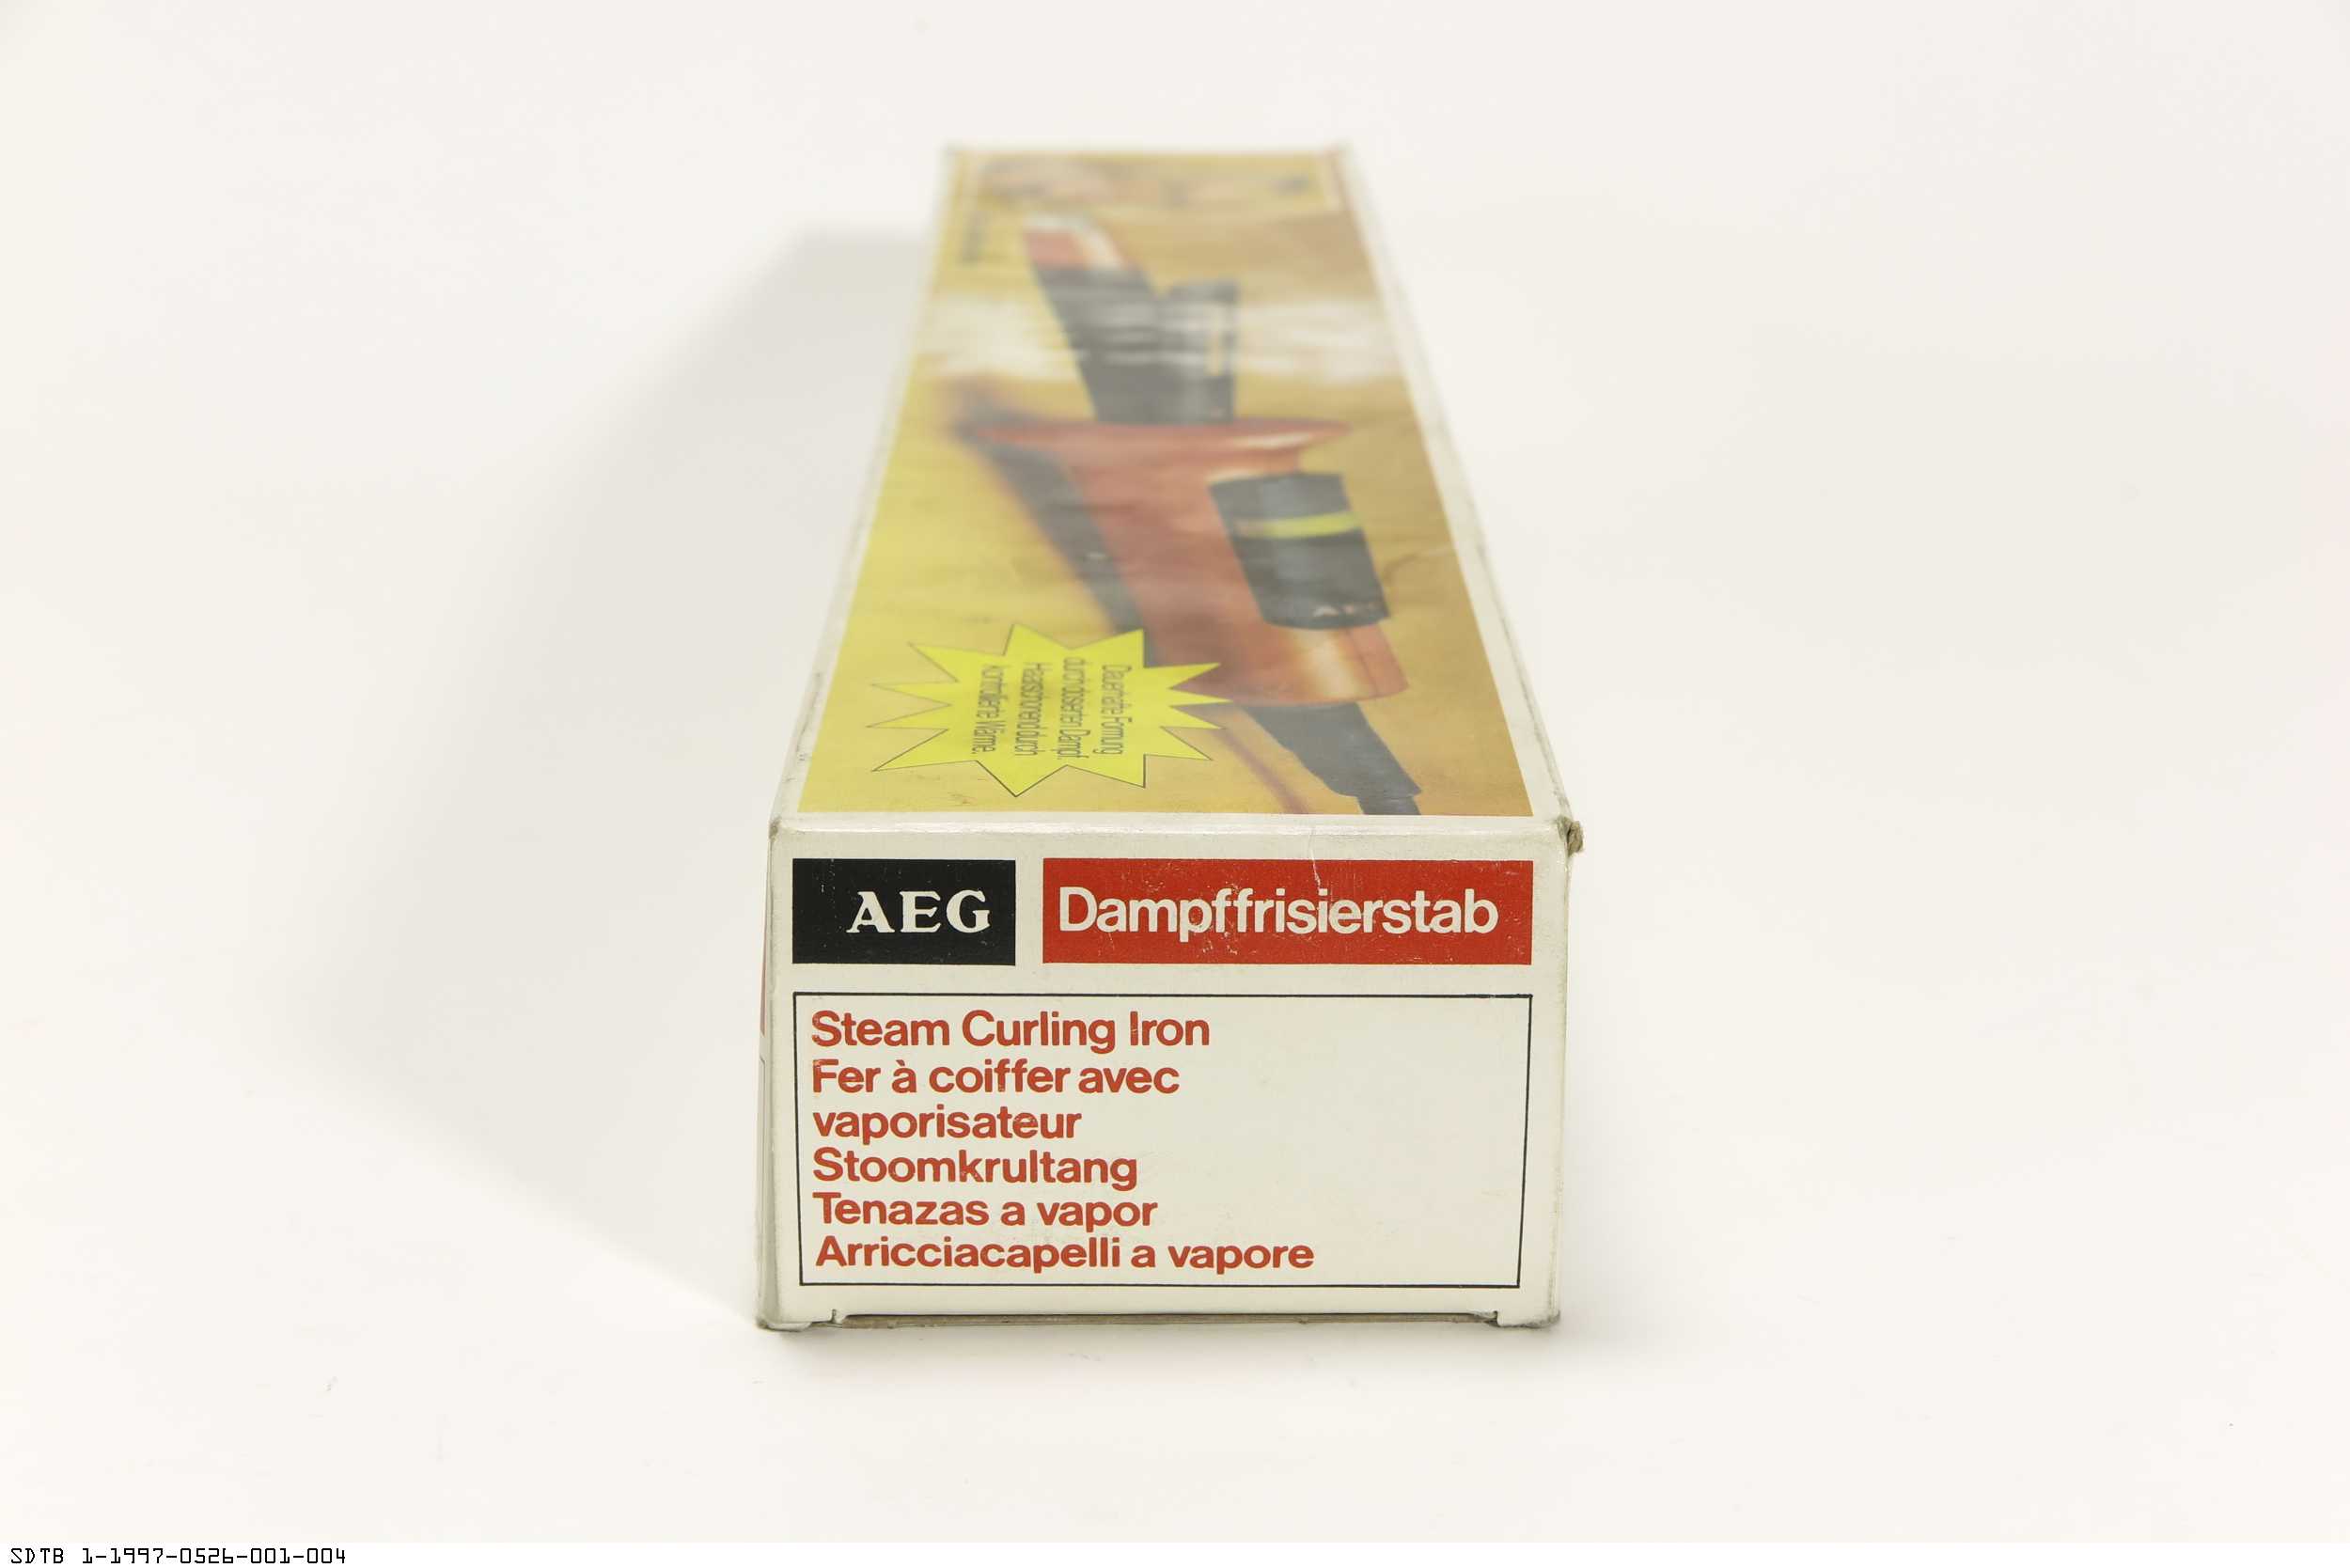 Dauerhafte Formung
durch dosierten Dampf.
Haarschonend durch
kontrollierte Wärme.
AEG
AEG Dampffrisierstab
Steam Curling Iron
Fer à coiffer avec
vaporisateur
Stoomkrultang
Tenazas a vapor
Arricciacapelli a vapore
SDTB 1-1997-0526-001-004